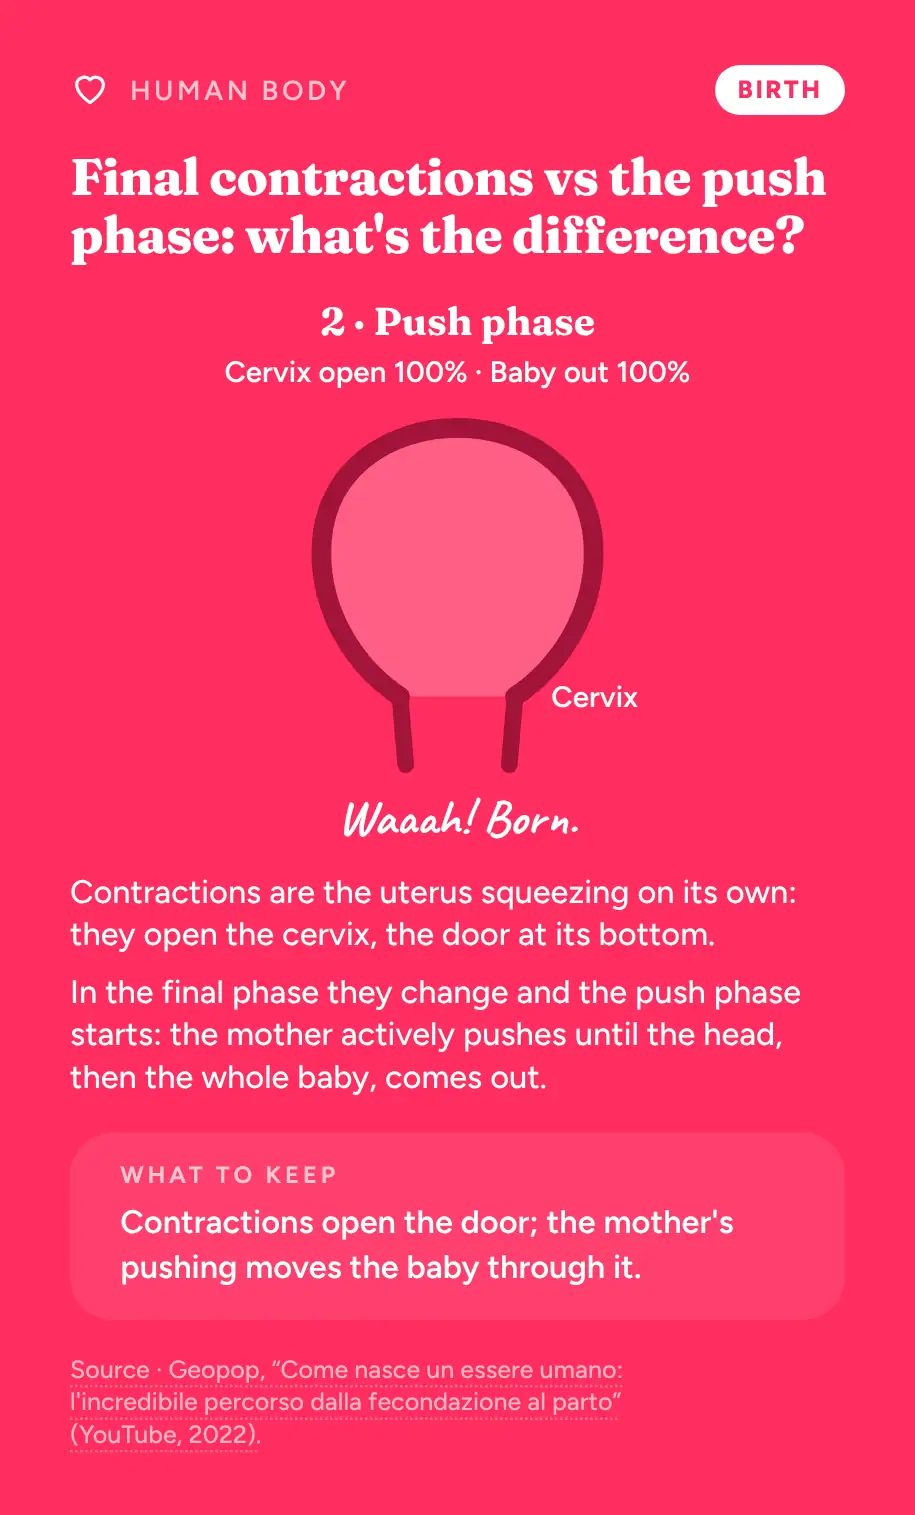 HUMAN BODY
BIRTH
Final contractions vs the push
phase: what's the difference?
2 · Push phase
Cervix open 100% · Baby out 100%
Cervix
Waaah! Born.
Contractions are the uterus squeezing on its own:
they open the cervix, the door at its bottom.
In the final phase they change and the push phase
starts: the mother actively pushes until the head,
then the whole baby, comes out.
WHAT TO KEEP
Contractions open the door; the mother's
pushing moves the baby through it.
Source · Geopop, “Come nasce un essere umano:
l'incredibile percorso dalla fecondazione al parto”
(YouTube, 2022).